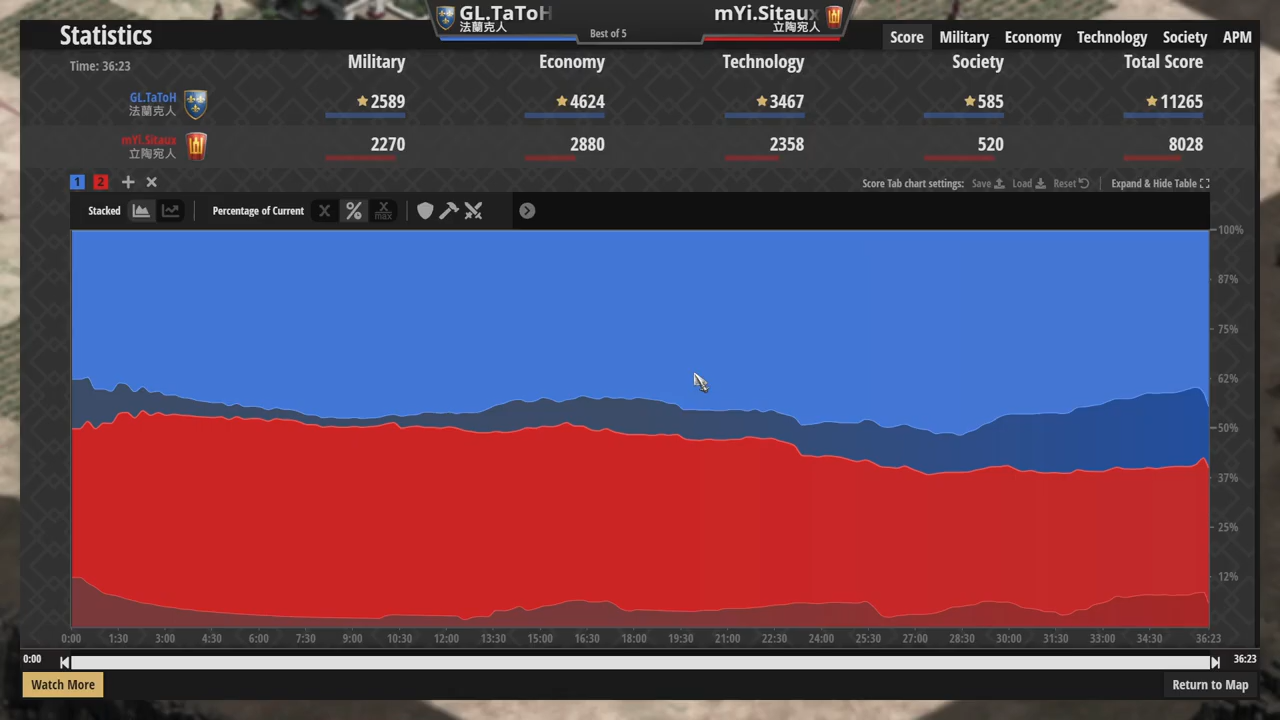 GL.TaToH
法蘭克人
Best of 5
mYi.Sitaux
立陶宛人
Statistics
Score Military Economy Technology Society APM
Time: 36:23
Military Economy Technology Society Total Score
GL.TaToH
法蘭克人
2589 4624 3467 585 11265
mYi.Sitaux
立陶宛人
2270 2880 2358 520 8028
1 2
Score Tab chart settings: Save Load Reset Expand & Hide Table
Stacked Percentage of Current X % X max
100%
87%
75%
62%
50%
37%
25%
12%
0:00 1:30 3:00 4:30 6:00 7:30 9:00 10:30 12:00 13:30 15:00 16:30 18:00 19:30 21:00 22:30 24:00 25:30 27:00 28:30 30:00 31:30 33:00 34:30 36:23
0:00 36:23
Watch More Return to Map